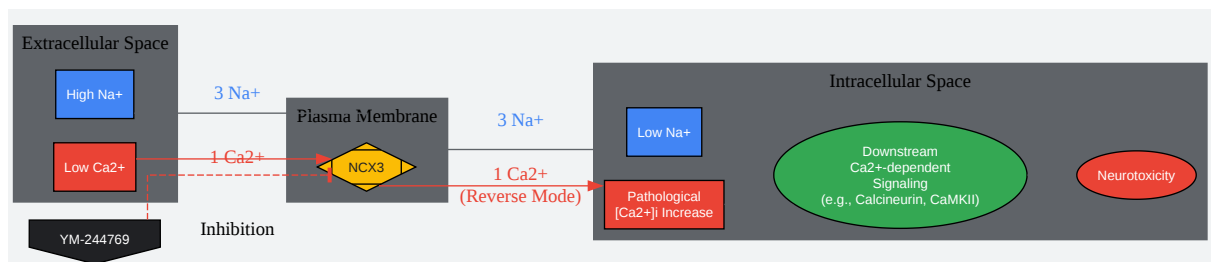 Extracellular Space
High Na+
Low Ca2+
YM-244769
3 Na+
1 Ca2+
Inhibition
Plasma Membrane
NCX3
3 Na+
1 Ca2+
(Reverse Mode)
Intracellular Space
Low Na+
Pathological
[Ca2+]i Increase
Downstream
Ca2+-dependent
Signaling
(e.g., Calcineurin, CaMKII)
Neurotoxicity